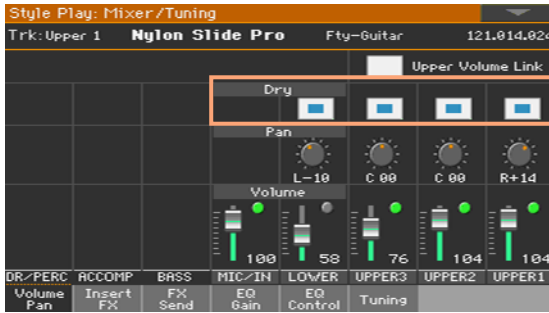 Style Play: Mixer/Tuning
Trk: Upper 1 Nylon Slide Pro Fty-Guitar 121.014.024
Upper Volume Link
Dry
Pan
L-10 C 00 C 00 R+14
Volume
100 58 76 104 104
DR/PERC ACCOMP BASS MIC/IN LOWER UPPER3 UPPER2 UPPER1
Volume Pan Insert FX FX Send EQ Gain EQ Control Tuning